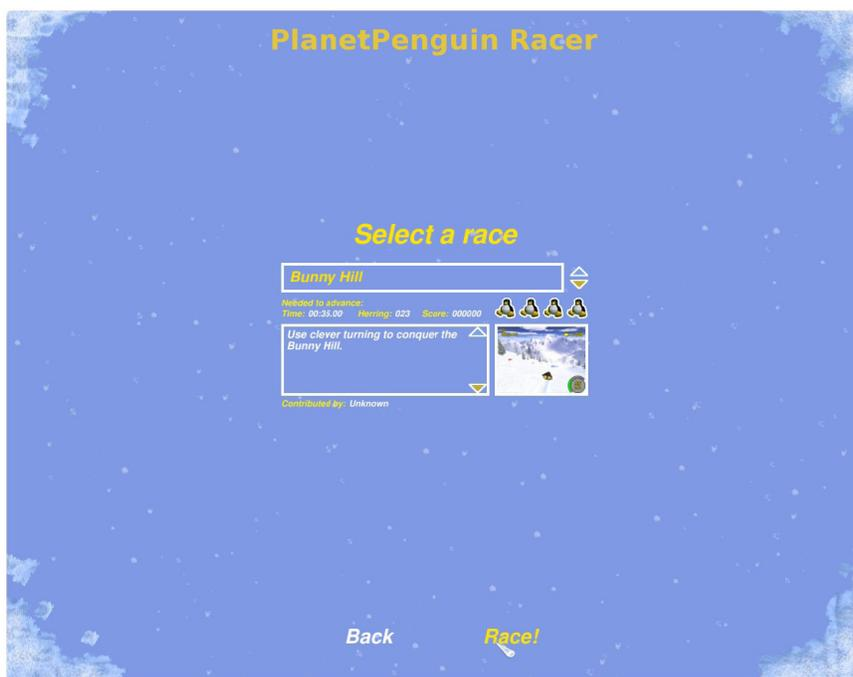 PlanetPenguin Racer
Select a race
Bunny Hill
Needed to advance:
Time: 00:35.00 Herring: 023 Score: 000000
Use clever turning to conquer the
Bunny Hill.
Contributed by: Unknown
Back Race!